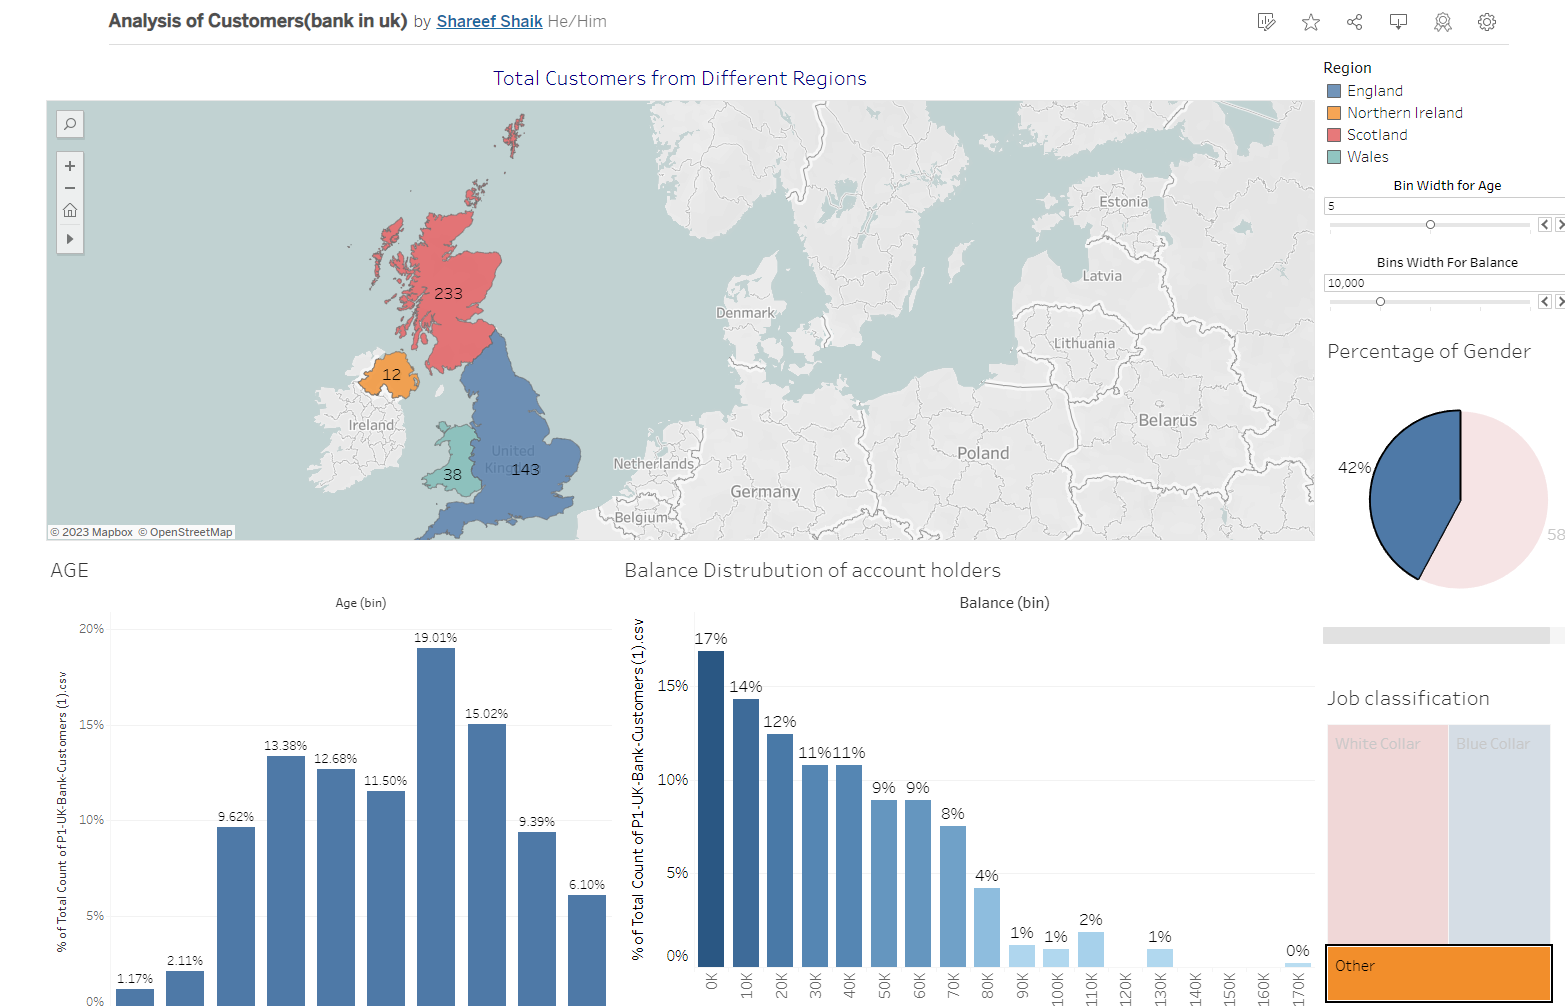 Analysis of Customers(bank in uk) by Shareef Shaik He/Him
Total Customers from Different Regions
Region
England
Northern Ireland
Scotland
Wales
Bin Width for Age
5
Bins Width For Balance
10,000
+
−
Estonia
Latvia
Denmark
Lithuania
Belarus
Ireland
United
Kingdom
Netherlands
Poland
Germany
Belgium
233
12
38
143
© 2023 Mapbox © OpenStreetMap
Percentage of Gender
42%
58
AGE
Age (bin)
% of Total Count of P1-UK-Bank-Customers (1).csv
20%
15%
10%
5%
0%
1.17%
2.11%
9.62%
13.38%
12.68%
11.50%
19.01%
15.02%
9.39%
6.10%
Balance Distrubution of account holders
Balance (bin)
% of Total Count of P1-UK-Bank-Customers (1).csv
15%
10%
5%
0%
17%
14%
12%
11%
11%
9%
9%
8%
4%
1%
1%
2%
1%
0%
0K
10K
20K
30K
40K
50K
60K
70K
80K
90K
100K
110K
120K
130K
140K
150K
160K
170K
Job classification
White Collar
Blue Collar
Other